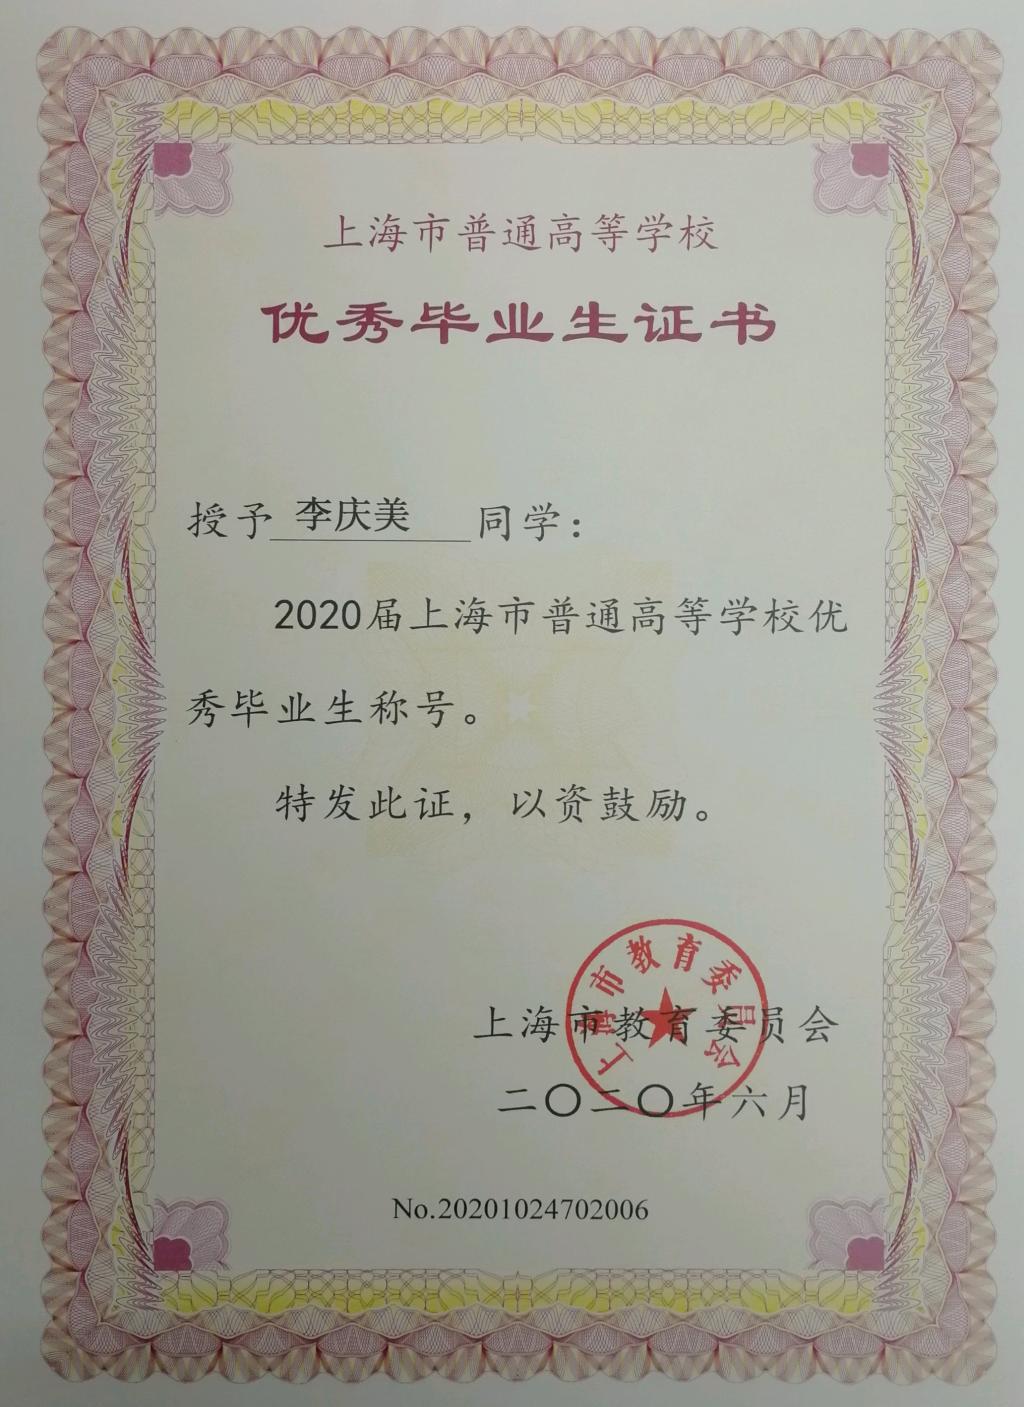 上海市普通高等学校
优秀毕业生证书
授予 李庆美 同学：
2020届上海市普通高等学校优
秀毕业生称号。
特发此证，以资鼓励。
上海市教育委员会
上海市教育委员会
二〇二〇年六月
No.20201024702006